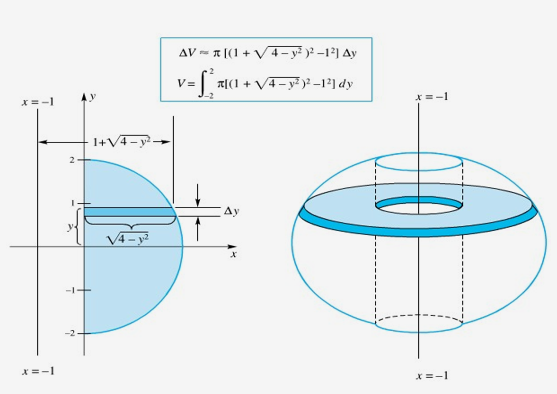 ΔV ≈ π [(1 + √4 – y² )² –1²] Δy
V = ∫₋₂² π[(1 + √4 – y² )² –1²] dy
x = –1
y
x = –1
1+√4 – y²
2
1
Δy
y
√4 – y²
x
–1
–2
x = –1
x = –1